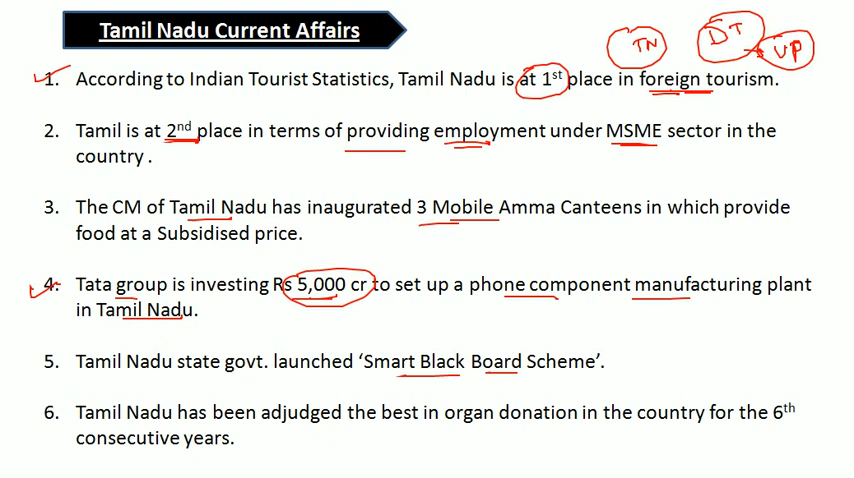 Tamil Nadu Current Affairs
TN
DT
UP
1. According to Indian Tourist Statistics, Tamil Nadu is at 1st place in foreign tourism.
2. Tamil is at 2nd place in terms of providing employment under MSME sector in the
country .
3. The CM of Tamil Nadu has inaugurated 3 Mobile Amma Canteens in which provide
food at a Subsidised price.
4. Tata group is investing Rs 5,000 cr to set up a phone component manufacturing plant
in Tamil Nadu.
5. Tamil Nadu state govt. launched ‘Smart Black Board Scheme’.
6. Tamil Nadu has been adjudged the best in organ donation in the country for the 6th
consecutive years.